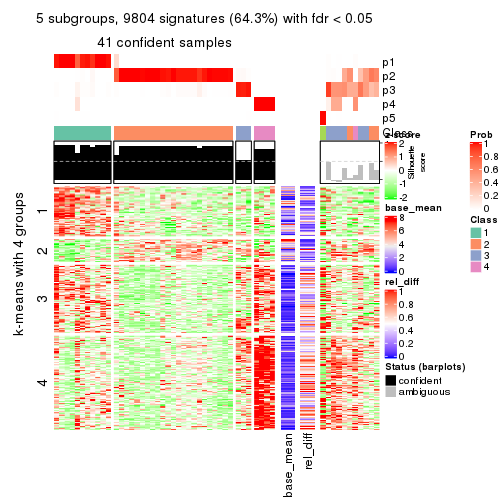 5 subgroups, 9804 signatures (64.3%) with fdr < 0.05
41 confident samples
p1
p2
p3
p4
p5
Class
z-score
2
1
0
-1
-2
Silhouette
score
base_mean
8
6
4
2
0
rel_diff
1
0.8
0.6
0.4
0.2
0
Status (barplots)
confident
ambiguous
Prob
1
0.8
0.6
0.4
0.2
0
Class
1
2
3
4
k-means with 4 groups
1
2
3
4
base_mean
rel_diff